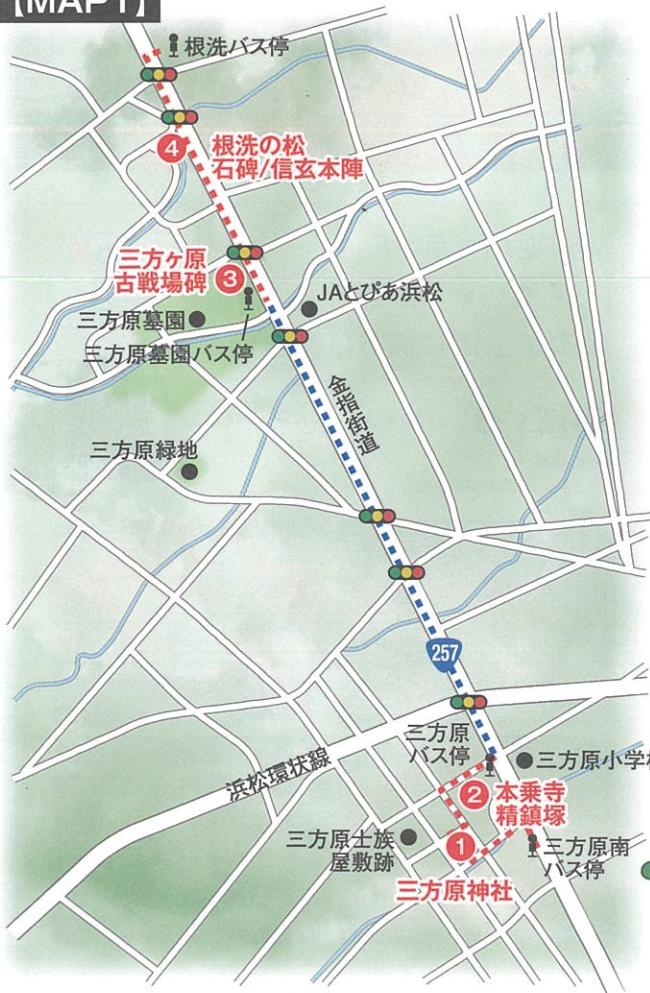 【MAP1】
根洗バス停
4
根洗の松
石碑/信玄本陣
三方ヶ原
古戦場碑
3
JAとぴあ浜松
三方原墓園
三方原墓園バス停
金指街道
三方原緑地
257
三方原
バス停
三方原小学校
浜松環状線
2
本乗寺
精鎮塚
三方原士族
屋敷跡
1
三方原南
バス停
三方原神社